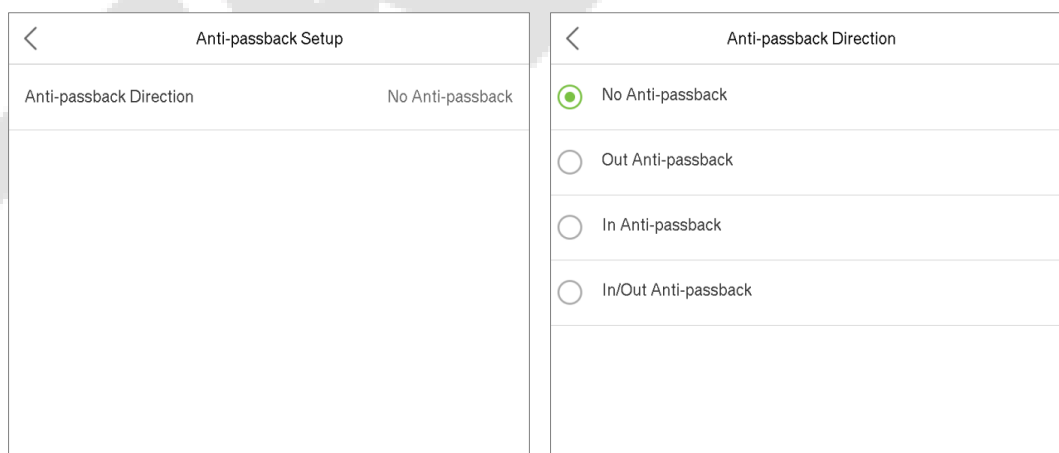 Anti-passback Setup
Anti-passback Direction No Anti-passback
Anti-passback Direction
No Anti-passback
Out Anti-passback
In Anti-passback
In/Out Anti-passback